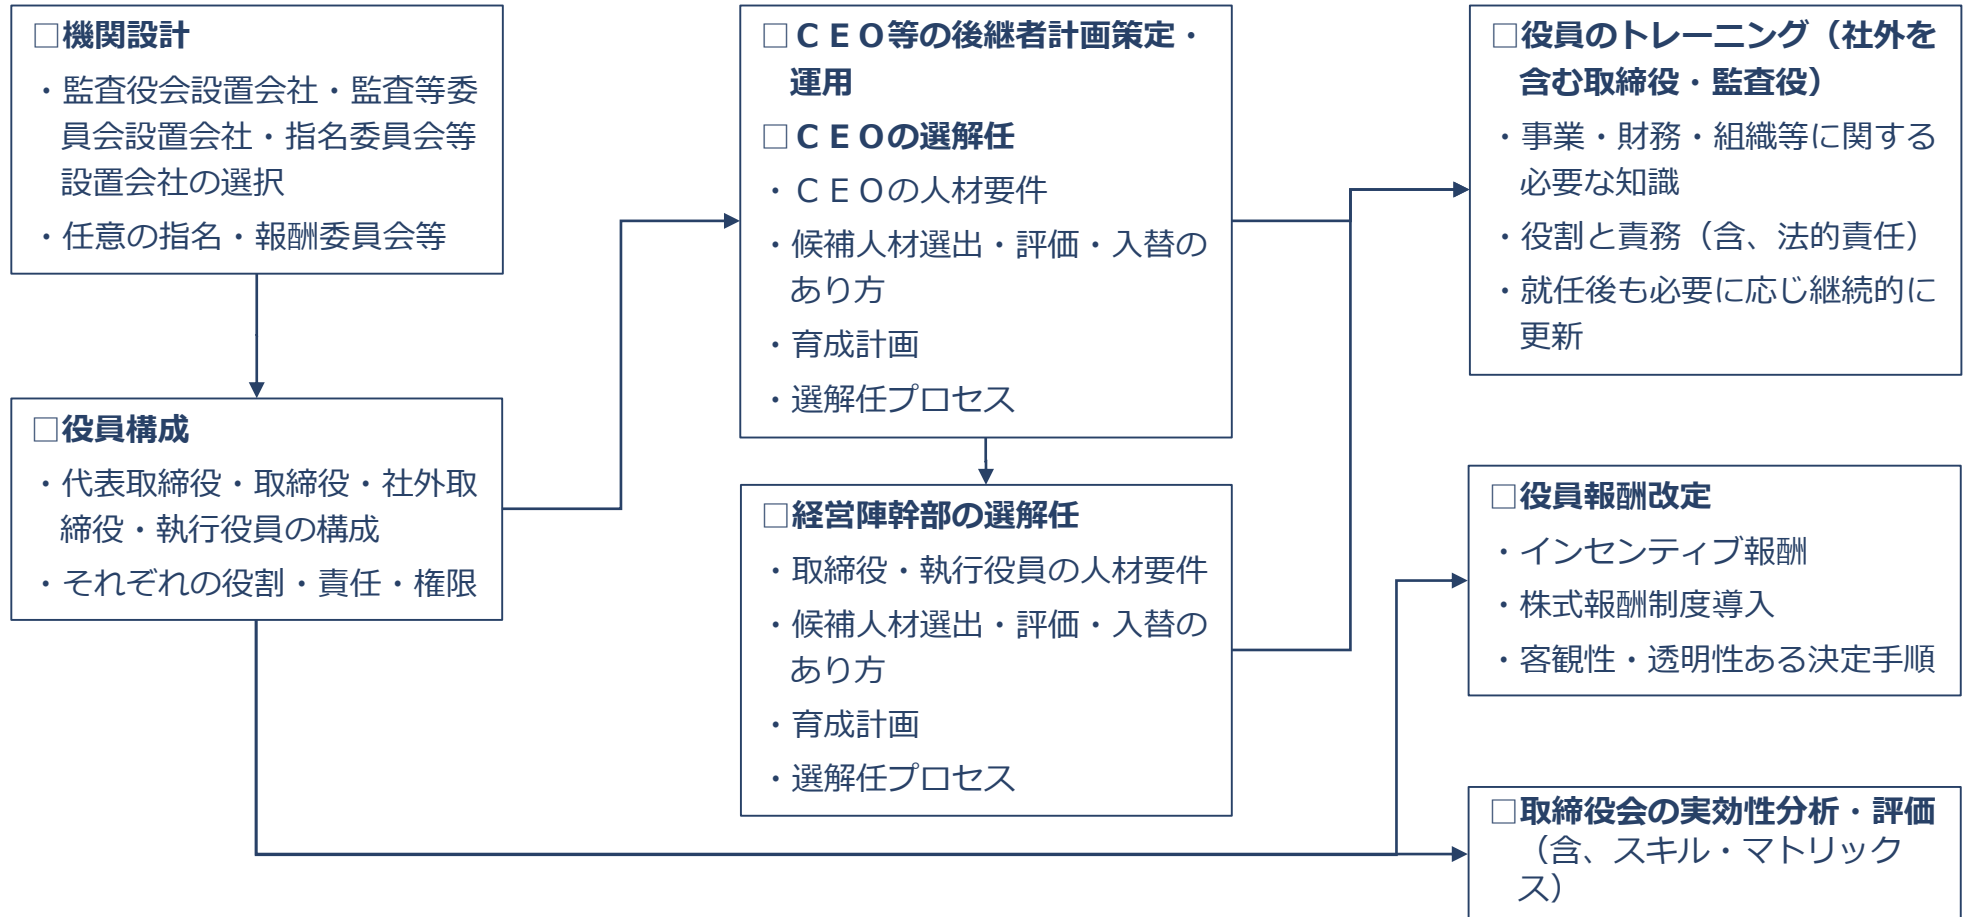 □機関設計
・監査役会設置会社・監査等委
員会設置会社・指名委員会等
設置会社の選択
・任意の指名・報酬委員会等
□役員構成
・代表取締役・取締役・社外取
締役・執行役員の構成
・それぞれの役割・責任・権限
□ＣＥＯ等の後継者計画策定・
運用
□ＣＥＯの選解任
・ＣＥＯの人材要件
・候補人材選出・評価・入替の
あり方
・育成計画
・選解任プロセス
□経営陣幹部の選解任
・取締役・執行役員の人材要件
・候補人材選出・評価・入替の
あり方
・育成計画
・選解任プロセス
□役員のトレーニング（社外を
含む取締役・監査役）
・事業・財務・組織等に関する
必要な知識
・役割と責務（含、法的責任）
・就任後も必要に応じ継続的に
更新
□役員報酬改定
・インセンティブ報酬
・株式報酬制度導入
・客観性・透明性ある決定手順
□取締役会の実効性分析・評価
（含、スキル・マトリック
ス）